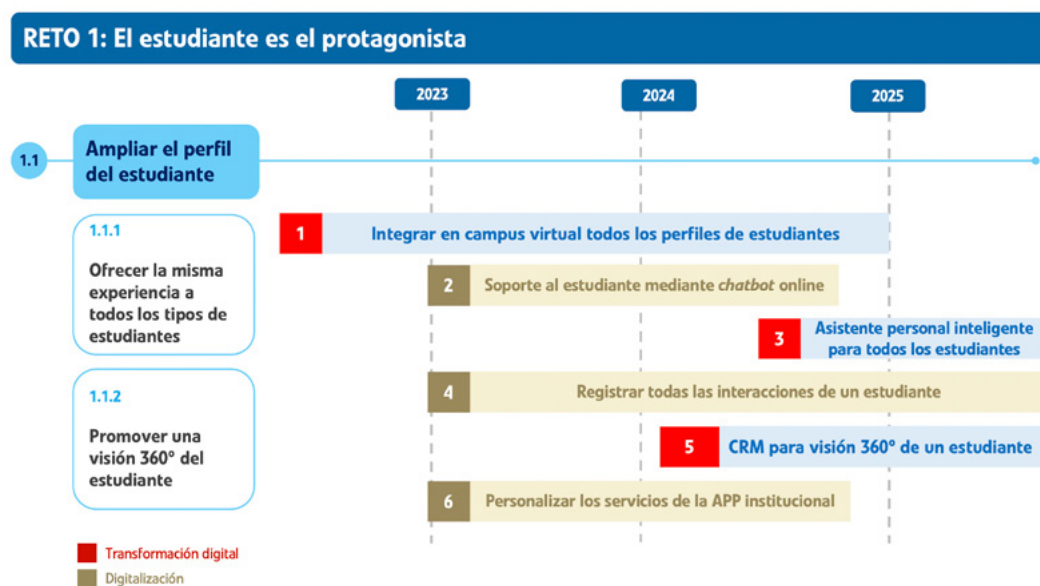 RETO 1: El estudiante es el protagonista
2023
2024
2025
1.1
Ampliar el perfil
del estudiante
1.1.1
Ofrecer la misma
experiencia a
todos los tipos de
estudiantes
1
Integrar en campus virtual todos los perfiles de estudiantes
2
Soporte al estudiante mediante chatbot online
3
Asistente personal inteligente
para todos los estudiantes
1.1.2
Promover una
visión 360° del
estudiante
4
Registrar todas las interacciones de un estudiante
5
CRM para visión 360° de un estudiante
6
Personalizar los servicios de la APP institucional
Transformación digital
Digitalización